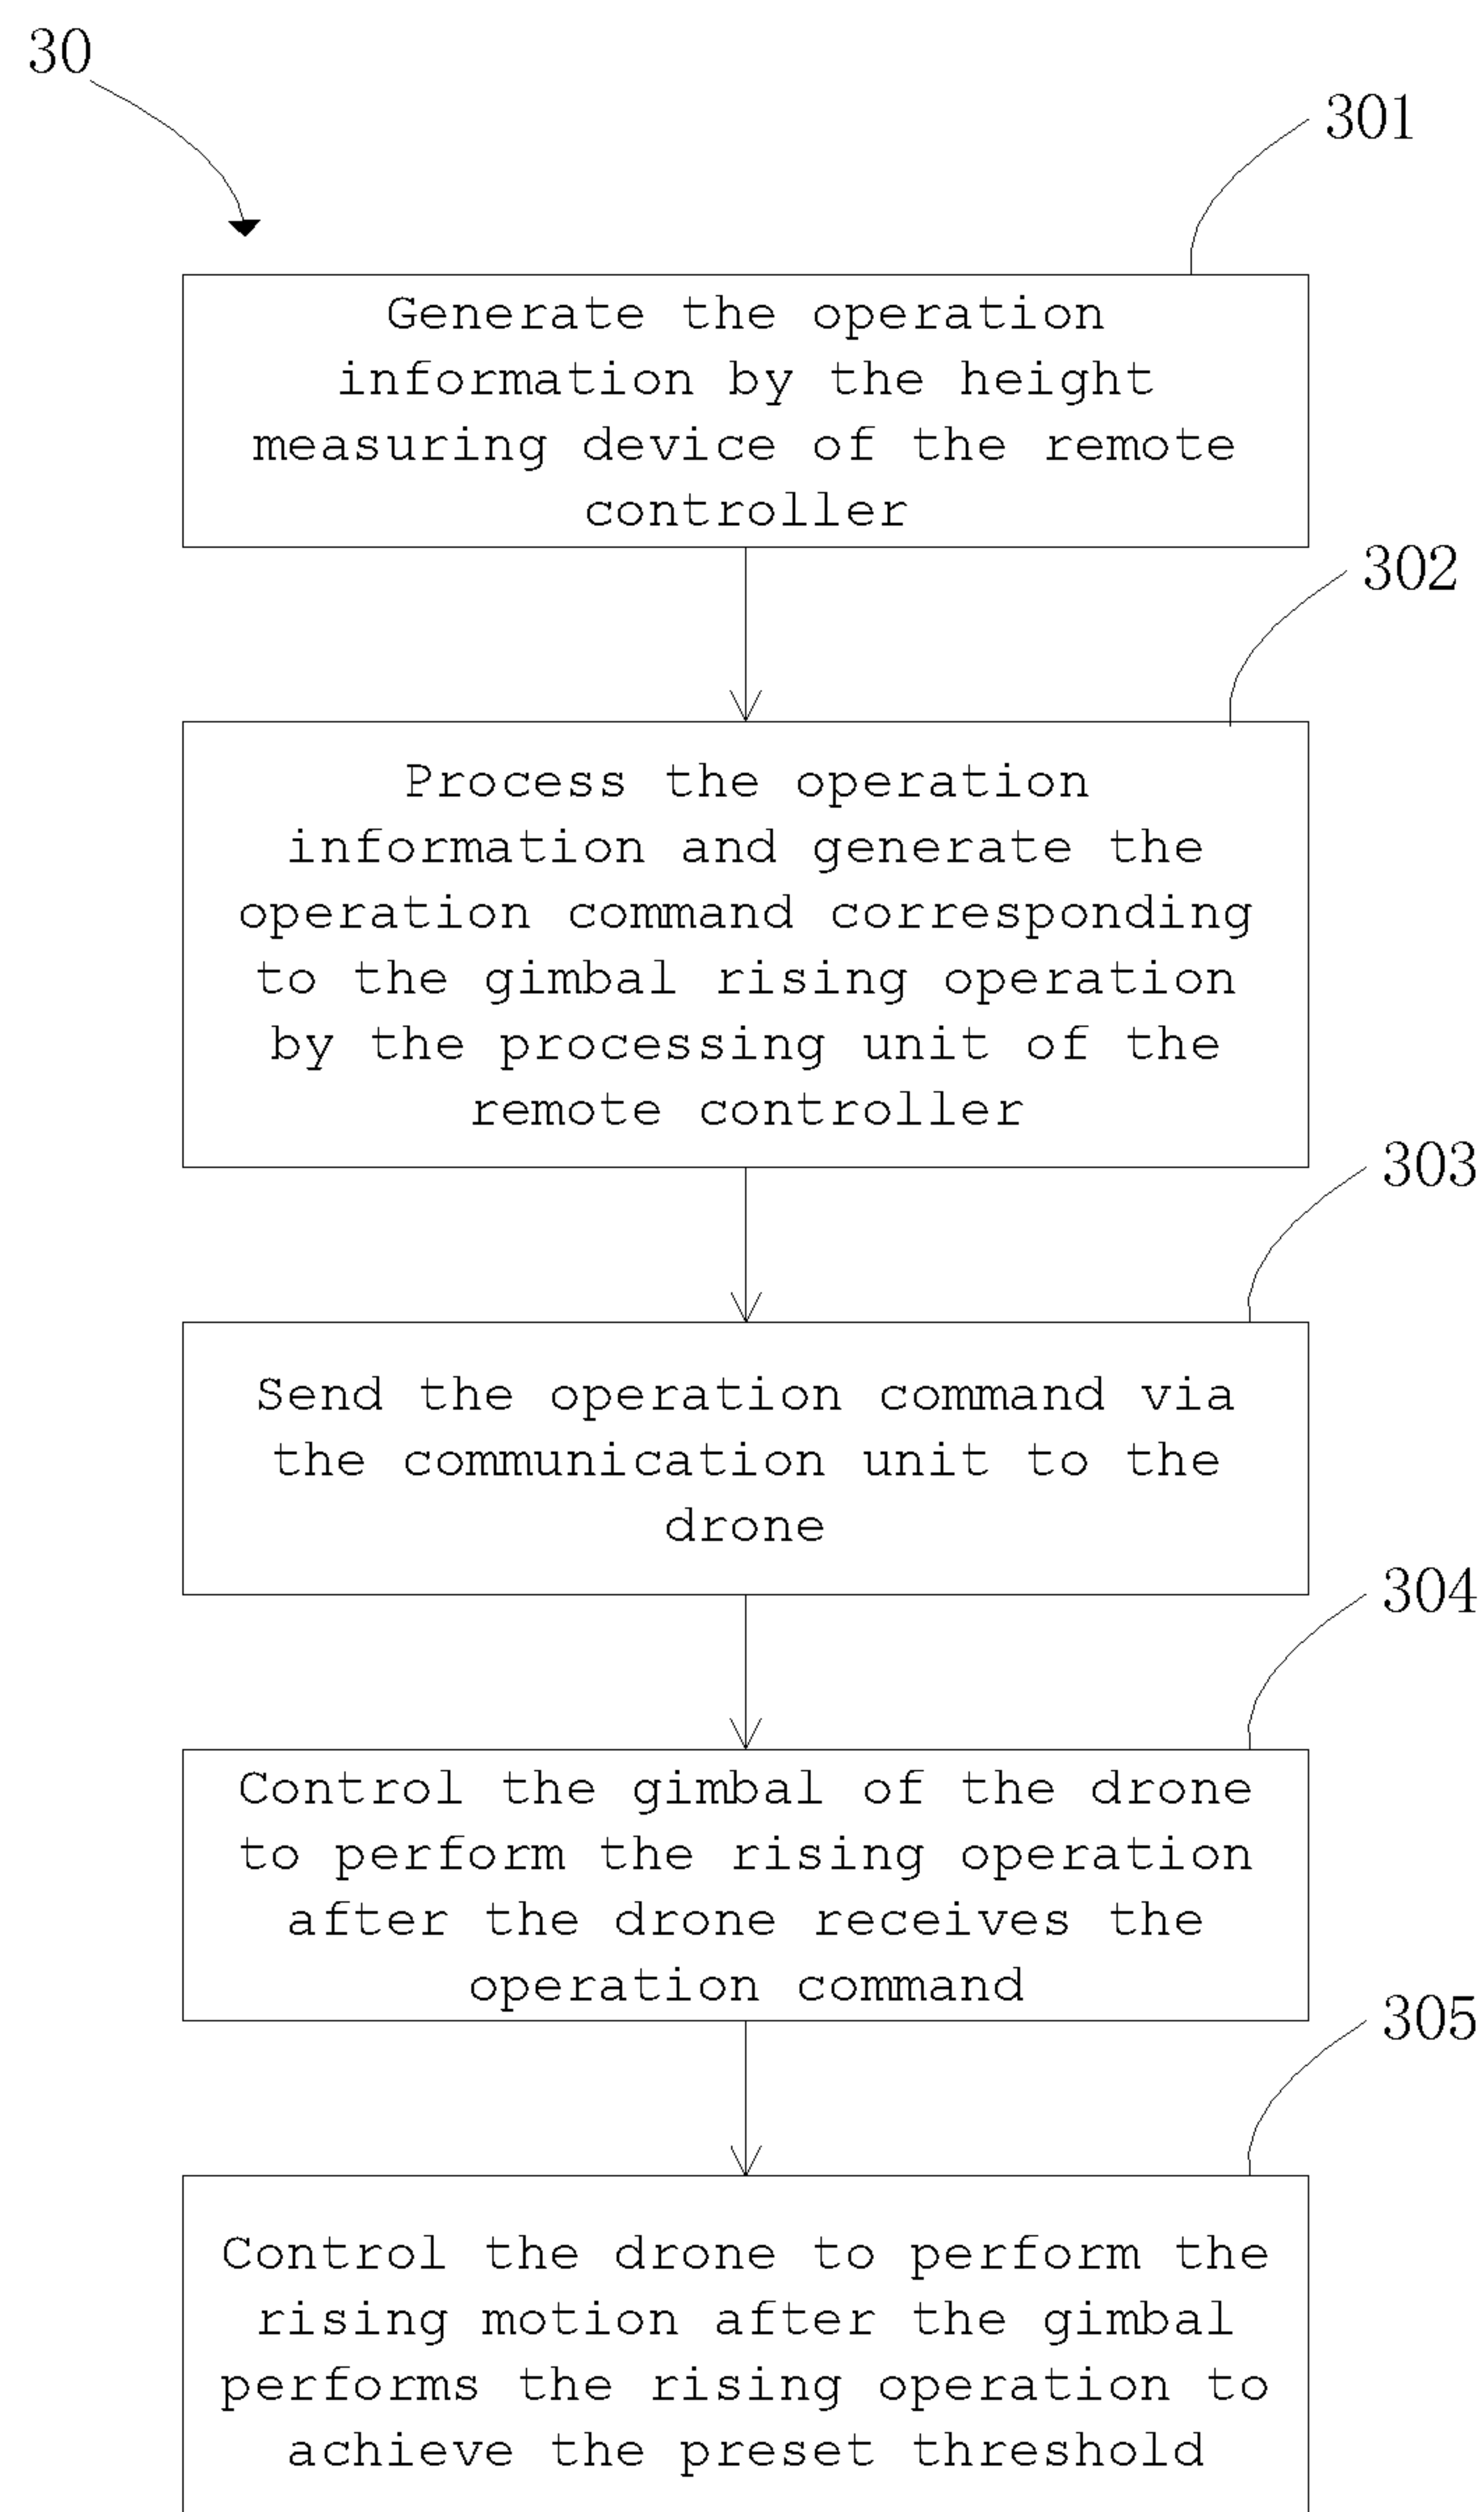 30
301
Generate the operation
information by the height
measuring device of the remote
controller
302
Process the operation
information and generate the
operation command corresponding
to the gimbal rising operation
by the processing unit of the
remote controller
303
Send the operation command via
the communication unit to the
drone
304
Control the gimbal of the drone
to perform the rising operation
after the drone receives the
operation command
305
Control the drone to perform the
rising motion after the gimbal
performs the rising operation to
achieve the preset threshold